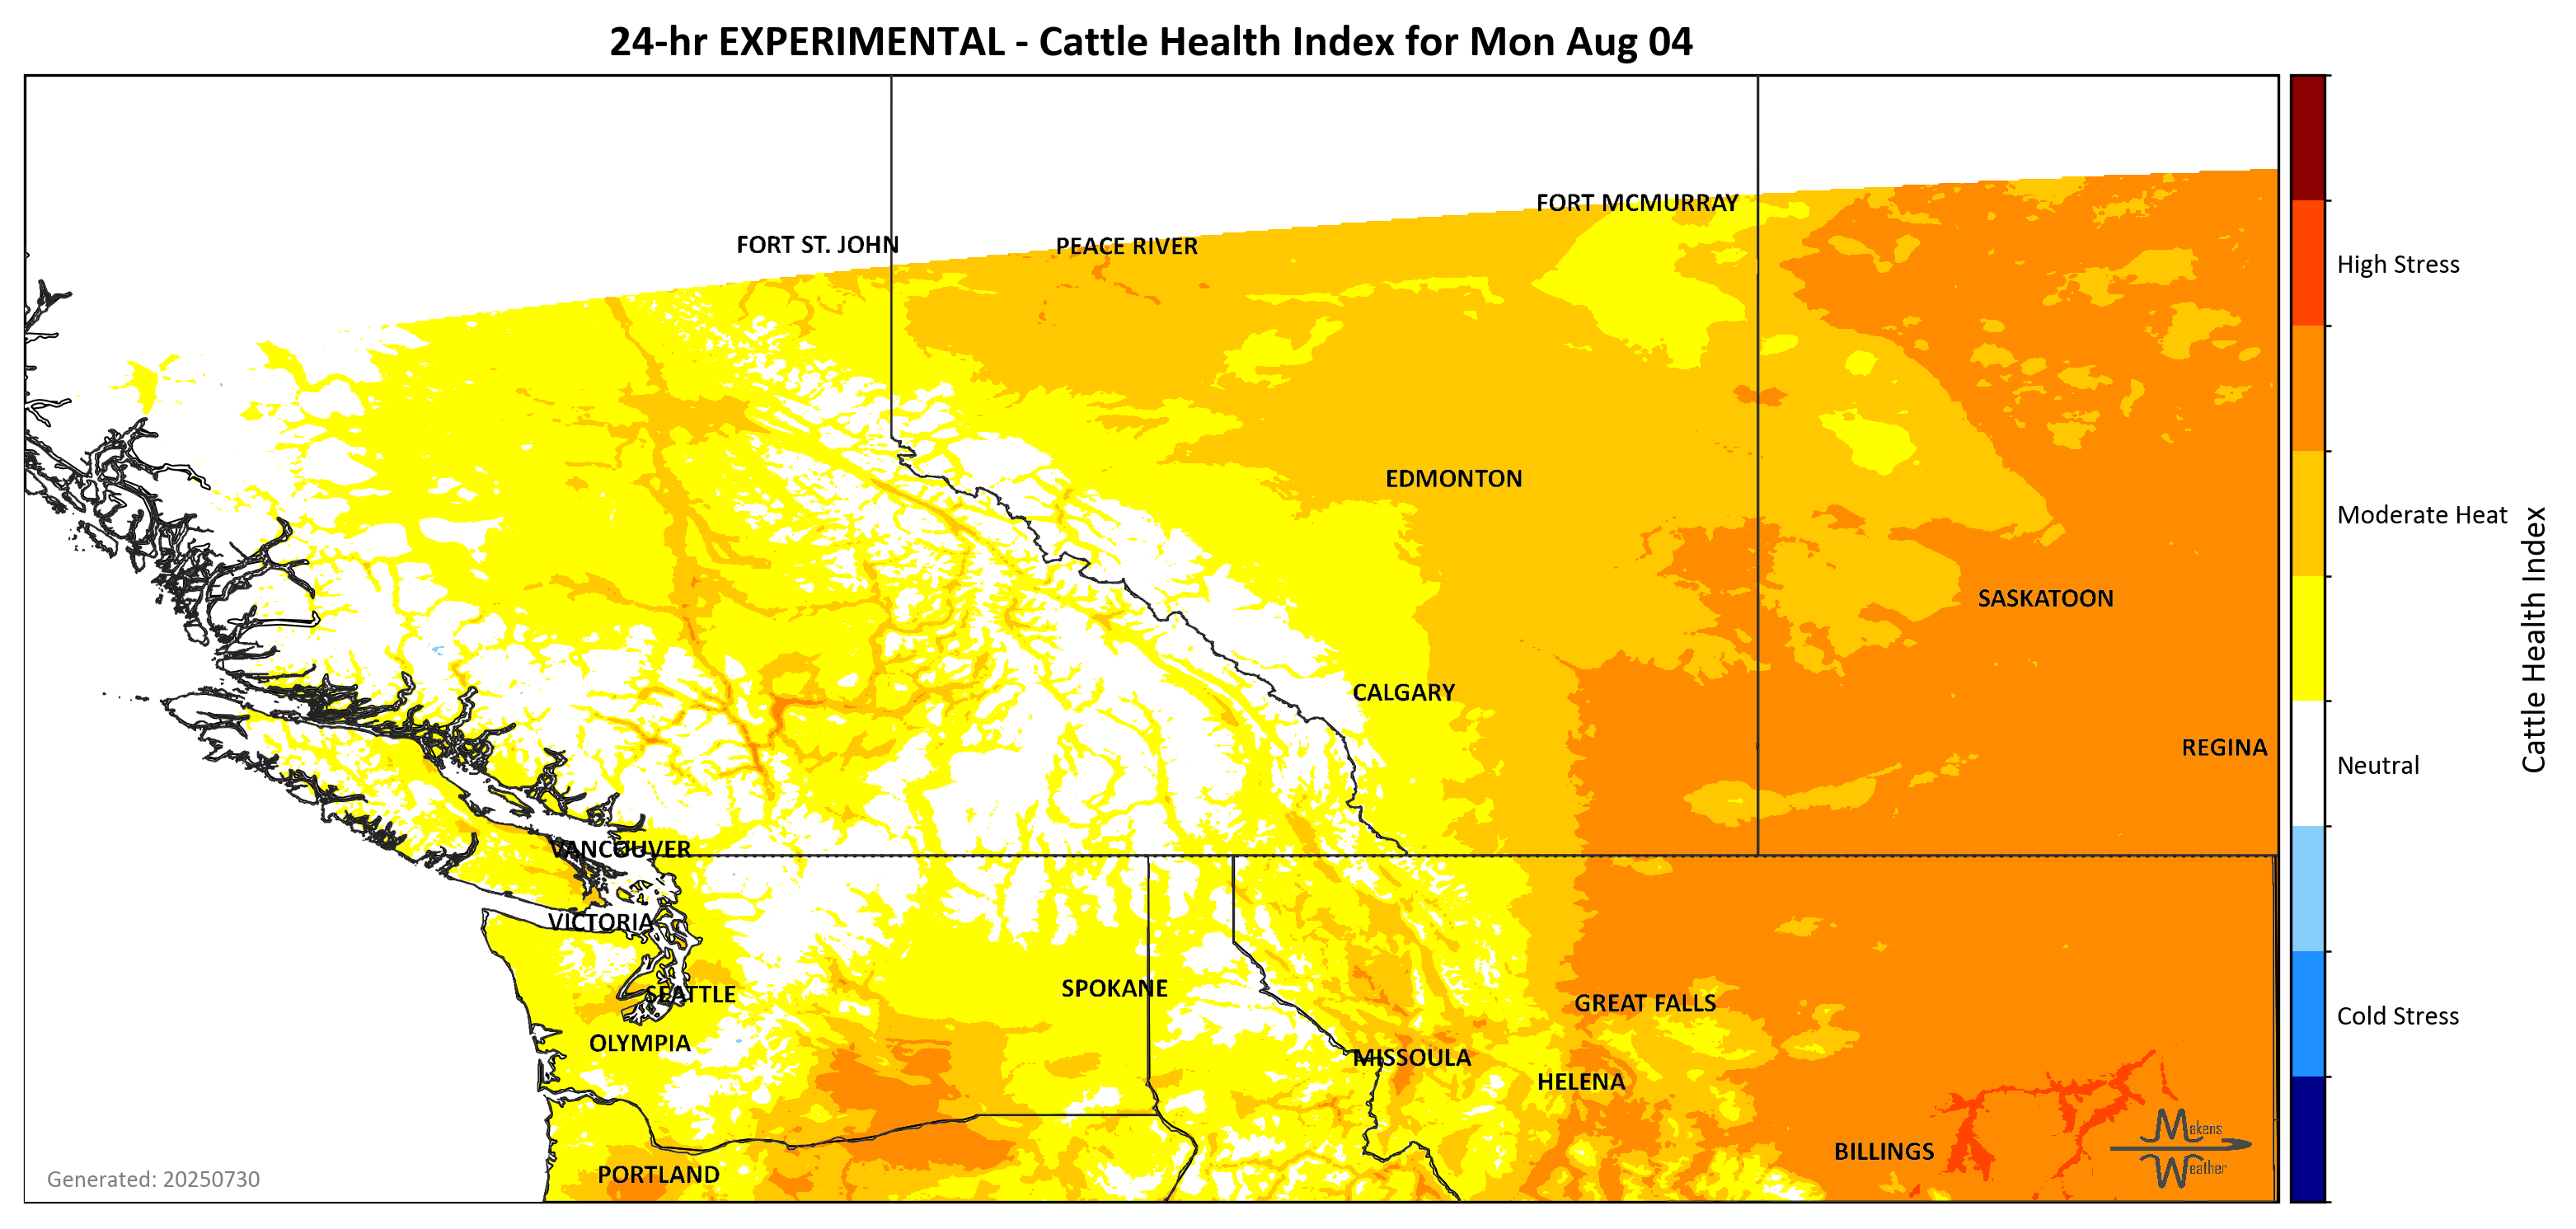 24-hr EXPERIMENTAL - Cattle Health Index for Mon Aug 04
FORT MCMURRAY
FORT ST. JOHN
PEACE RIVER
High Stress
EDMONTON
Moderate Heat
SASKATOON
CALGARY
REGINA
Neutral
Cattle Health Index
VANCOUVER
VICTORIA
SPOKANE
SEATTLE
GREAT FALLS
Cold Stress
OLYMPIA
MISSOULA
HELENA
Makens
BILLINGS
Weather
PORTLAND
Generated: 20250730